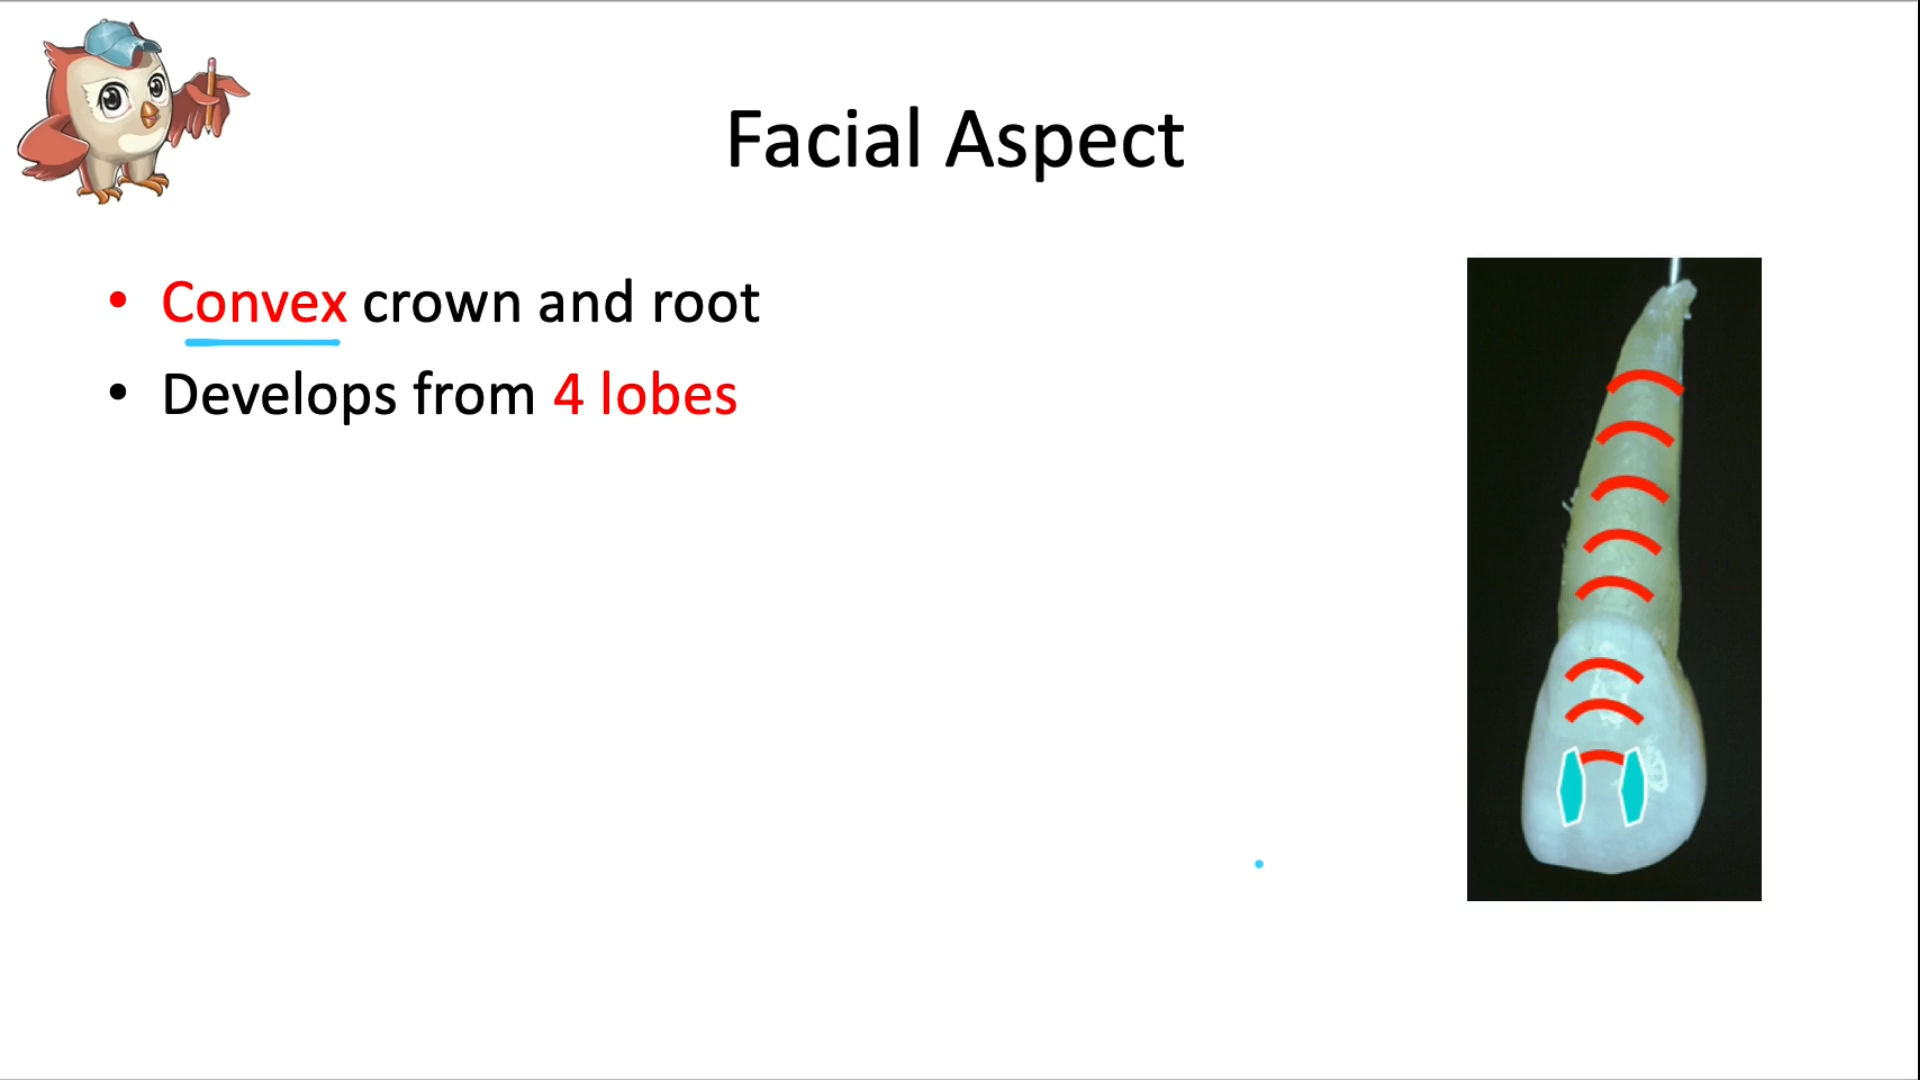 Facial Aspect
• Convex crown and root
• Develops from 4 lobes